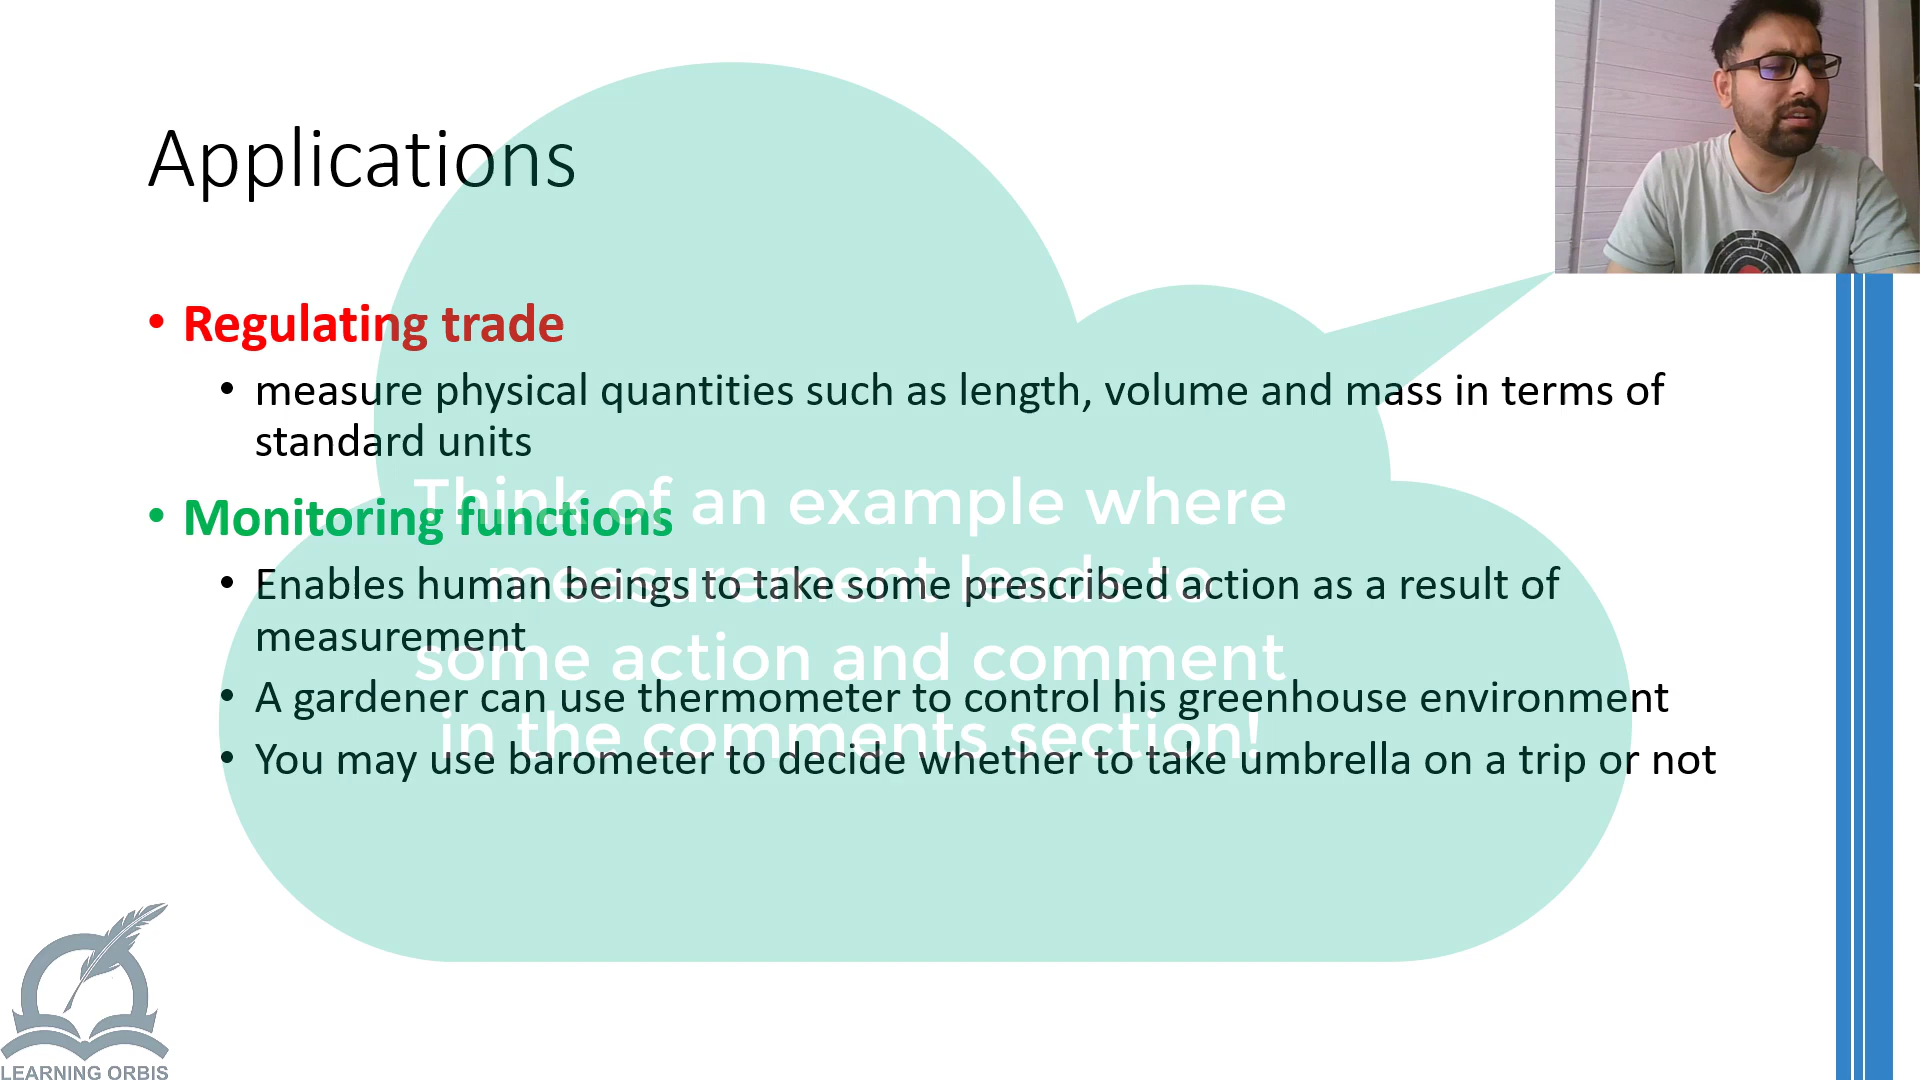 Applications
• Regulating trade
• measure physical quantities such as length, volume and mass in terms of
standard units
• Monitoring functions
• Enables human beings to take some prescribed action as a result of
measurement
• A gardener can use thermometer to control his greenhouse environment
• You may use barometer to decide whether to take umbrella on a trip or not
Think of an example where
measurement leads to
some action and comment
in the comments section!
LEARNING ORBIS